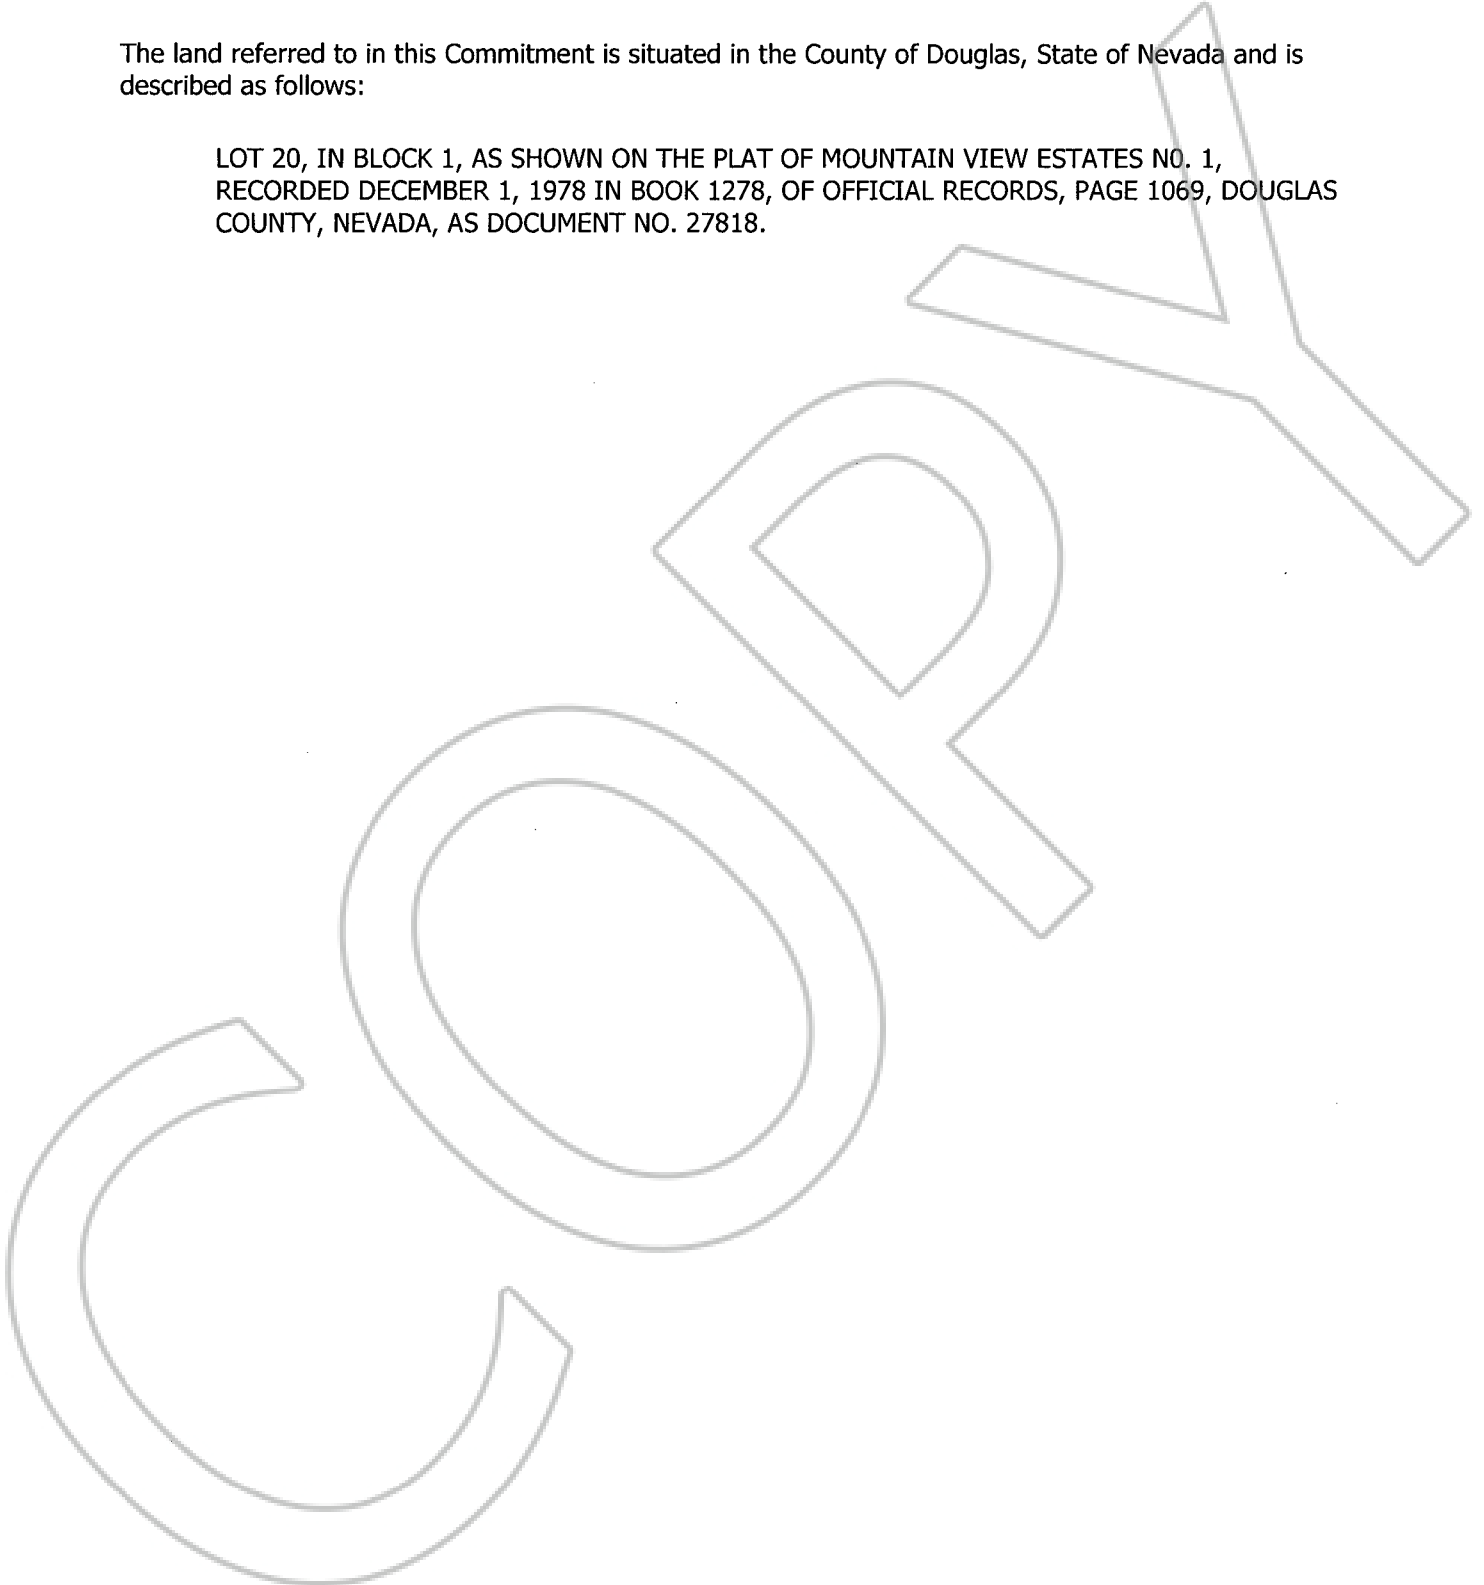 The land referred to in this Commitment is situated in the County of Douglas, State of Nevada and is
described as follows:
LOT 20, IN BLOCK 1, AS SHOWN ON THE PLAT OF MOUNTAIN VIEW ESTATES NO. 1,
RECORDED DECEMBER 1, 1978 IN BOOK 1278, OF OFFICIAL RECORDS, PAGE 1069, DOUGLAS
COUNTY, NEVADA, AS DOCUMENT NO. 27818.
COPY